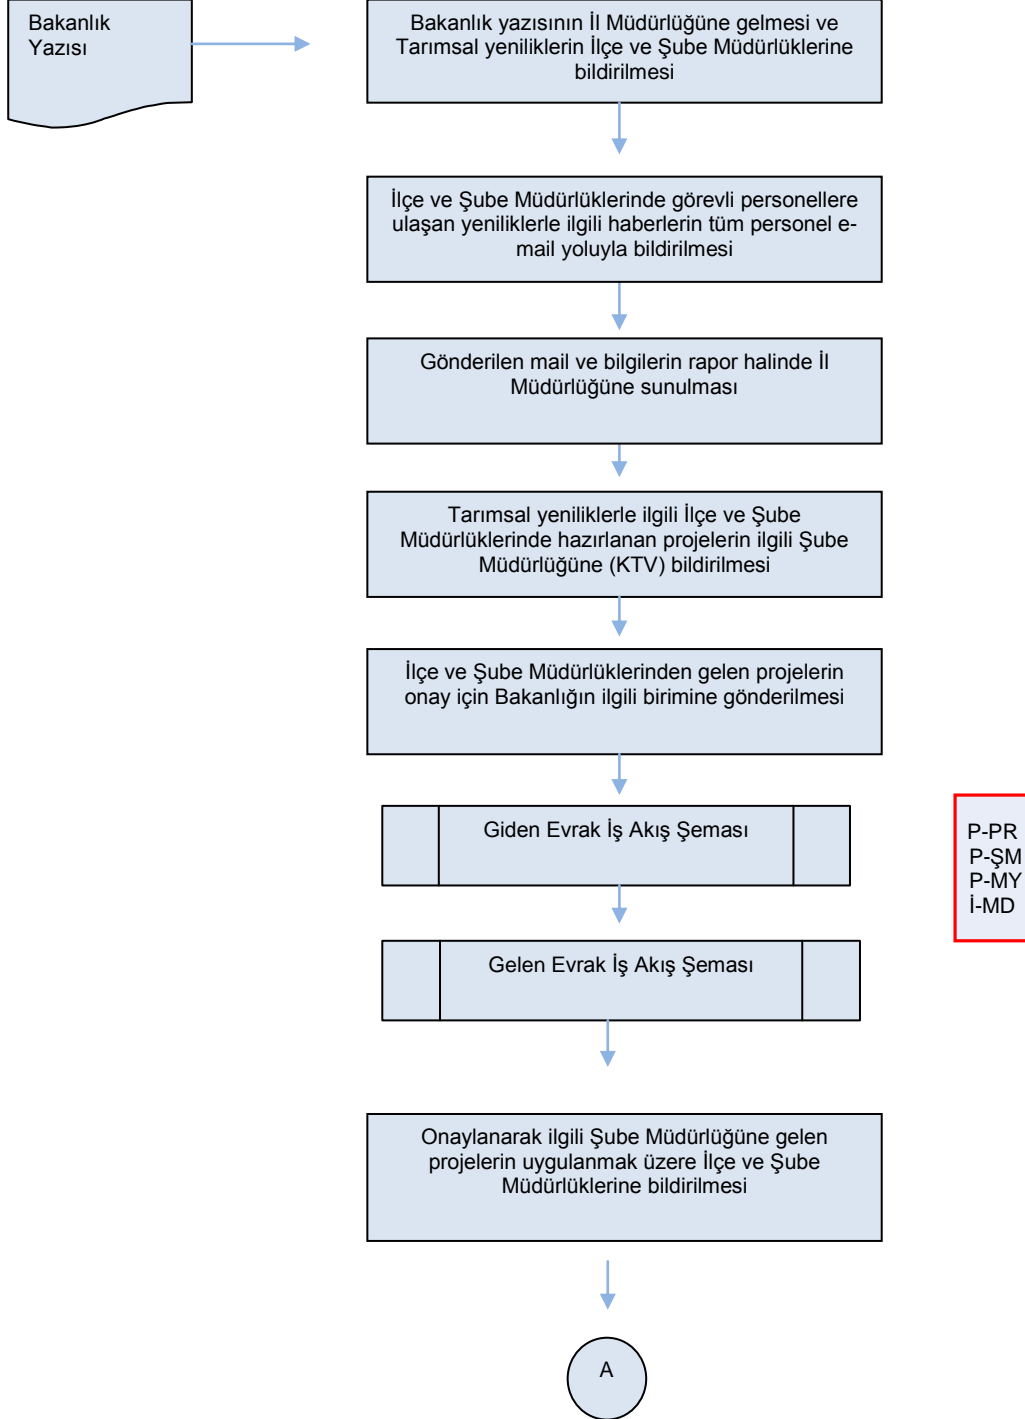 Bakanlık
Yazısı
Bakanlık yazısının İl Müdürlüğüne gelmesi ve
Tarımsal yeniliklerin İlçe ve Şube Müdürlüklerine
bildirilmesi
İlçe ve Şube Müdürlüklerinde görevli personellere
ulaşan yeniliklerle ilgili haberlerin tüm personel e-
mail yoluyla bildirilmesi
Gönderilen mail ve bilgilerin rapor halinde İl
Müdürlüğüne sunulması
Tarımsal yeniliklerle ilgili İlçe ve Şube
Müdürlüklerinde hazırlanan projelerin ilgili Şube
Müdürlüğüne (KTV) bildirilmesi
İlçe ve Şube Müdürlüklerinden gelen projelerin
onay için Bakanlığın ilgili birimine gönderilmesi
Giden Evrak İş Akış Şeması
P-PR
P-ŞM
P-MY
İ-MD
Gelen Evrak İş Akış Şeması
Onaylanarak ilgili Şube Müdürlüğüne gelen
projelerin uygulanmak üzere İlçe ve Şube
Müdürlüklerine bildirilmesi
A